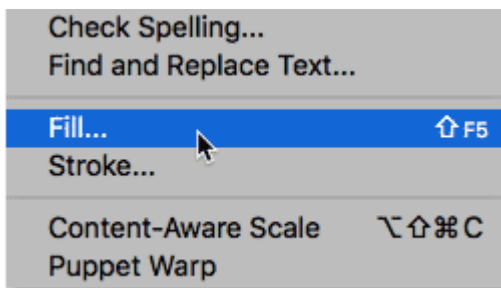 Check Spelling...
Find and Replace Text...
Fill... ⇧ F5
Stroke...
Content-Aware Scale ⌥⇧⌘C
Puppet Warp